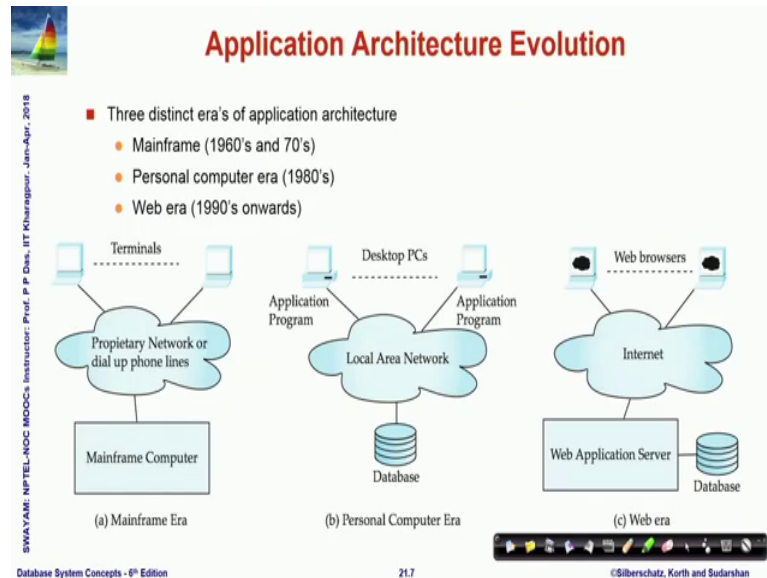 Application Architecture Evolution
Three distinct era's of application architecture
Mainframe (1960's and 70's)
Personal computer era (1980's)
Web era (1990's onwards)
Terminals
Propietary Network or
dial up phone lines
Mainframe Computer
(a) Mainframe Era
Desktop PCs
Application
Program
Application
Program
Local Area Network
Database
(b) Personal Computer Era
Web browsers
Internet
Web Application Server
Database
(c) Web era
SWAYAM: NPTEL-NOC MOOCs Instructor: Prof. P P Das, IIT Kharagpur. Jan-Apr, 2018
Database System Concepts - 6th Edition
21.7
©Silberschatz, Korth and Sudarshan